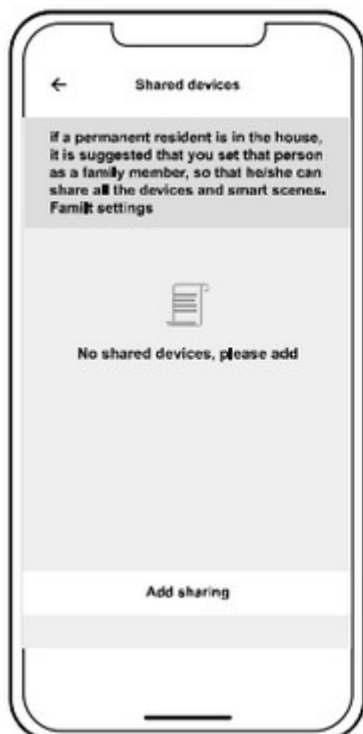 Shared devices
if a permanent resident is in the house,
it is suggested that you set that person
as a family member, so that he/she can
share all the devices and smart scenes.
Familt settings
No shared devices, please add
Add sharing